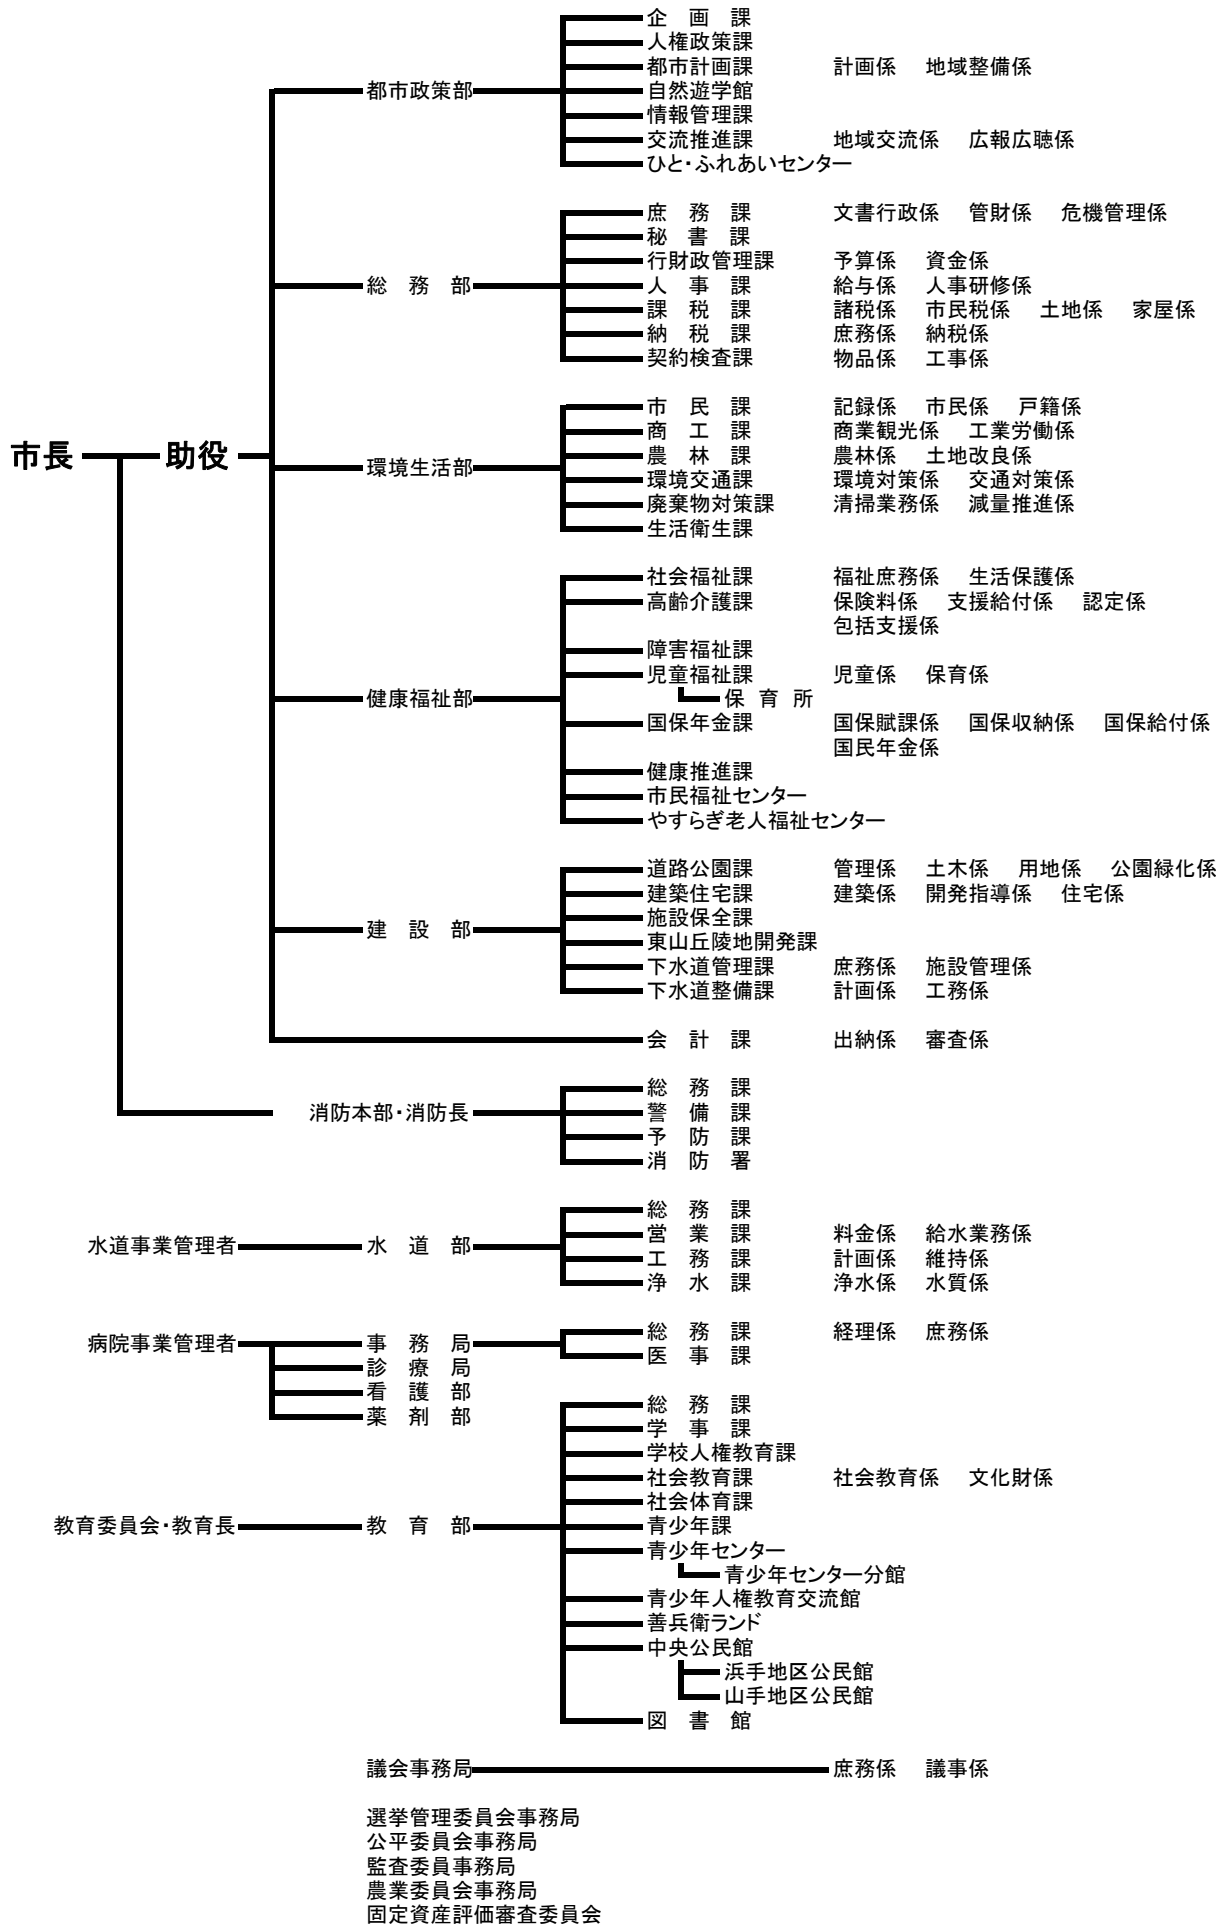 企　画　課
人権政策課
都市計画課　計画係　地域整備係
都市政策部　自然遊学館
情報管理課
交流推進課　地域交流係　広報広聴係
ひと・ふれあいセンター
庶　務　課　文書行政係　管財係　危機管理係
秘　書　課
行財政管理課　予算係　資金係
総　務　部　人　事　課　給与係　人事研修係
課　税　課　諸税係　市民税係　土地係　家屋係
納　税　課　庶務係　納税係
契約検査課　物品係　工事係
市　民　課　記録係　市民係　戸籍係
商　工　課　商業観光係　工業労働係
市長　助役　農　林　課　農林係　土地改良係
環境生活部
環境交通課　環境対策係　交通対策係
廃棄物対策課　清掃業務係　減量推進係
生活衛生課
社会福祉課　福祉庶務係　生活保護係
高齢介護課　保険料係　支援給付係　認定係
包括支援係
障害福祉課
児童福祉課　児童係　保育係
健康福祉部　保　育　所
国保年金課　国保賦課係　国保収納係　国保給付係
国民年金係
健康推進課
市民福祉センター
やすらぎ老人福祉センター
道路公園課　管理係　土木係　用地係　公園緑化係
建築住宅課　建築係　開発指導係　住宅係
施設保全課
建　設　部
東山丘陵地開発課
下水道管理課　庶務係　施設管理係
下水道整備課　計画係　工務係
会　計　課　出納係　審査係
総　務　課
消防本部・消防長　警　備　課
予　防　課
消　防　署
総　務　課
営　業　課　料金係　給水業務係
水道事業管理者　水　道　部
工　務　課　計画係　維持係
浄　水　課　浄水係　水質係
総　務　課　経理係　庶務係
病院事業管理者　事　務　局
医　事　課
診　療　局
看　護　部
薬　剤　部
総　務　課
学　事　課
学校人権教育課
社会教育課　社会教育係　文化財係
社会体育課
教育委員会・教育長　教　育　部　青少年課
青少年センター
青少年センター分館
青少年人権教育交流館
善兵衛ランド
中央公民館
浜手地区公民館
山手地区公民館
図　書　館
議会事務局　庶務係　議事係
選挙管理委員会事務局
公平委員会事務局
監査委員事務局
農業委員会事務局
固定資産評価審査委員会